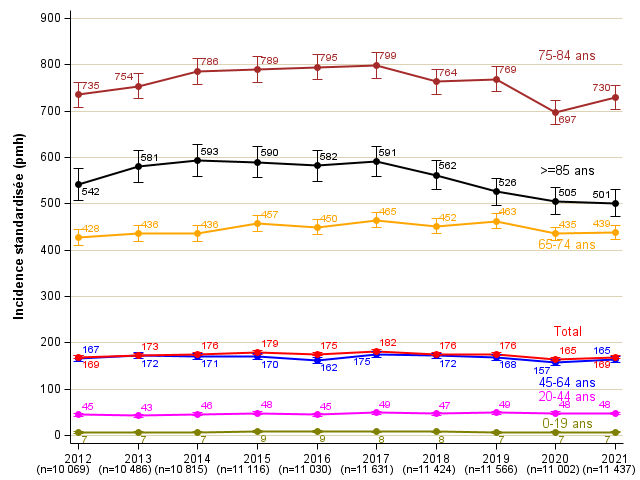 900
800
700
600
500
400
300
200
100
0
Incidence standardisée (pmh)
75-84 ans
735 754 786 789 795 799 764 769 697 730
>=85 ans
542 581 593 590 582 591 562 526 505 501
428 436 436 457 450 465 452 463 435 439
65-74 ans
Total
169 173 176 179 175 182 176 176 165 169
167 172 171 170 162 175 172 168 157 165
45-64 ans
20-44 ans
45 43 46 48 45 49 47 49 48 48
0-19 ans
7 7 7 9 9 8 8 7 7 7
2012 2013 2014 2015 2016 2017 2018 2019 2020 2021
(n=10 069) (n=10 486) (n=10 815) (n=11 116) (n=11 030) (n=11 631) (n=11 424) (n=11 566) (n=11 002) (n=11 437)